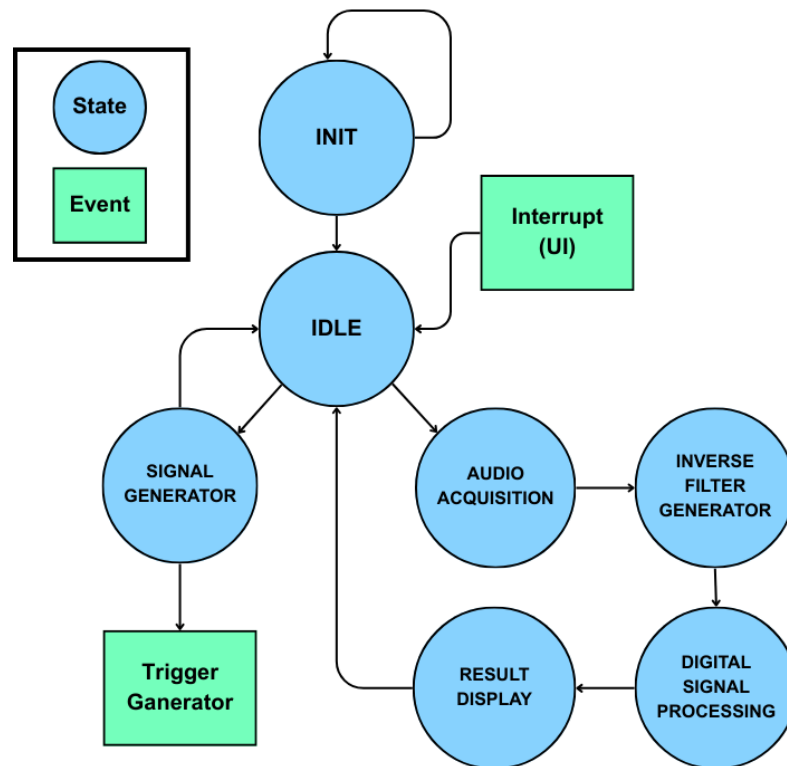 State
Event
INIT
Interrupt
(UI)
IDLE
SIGNAL
GENERATOR
AUDIO
ACQUISITION
INVERSE
FILTER
GENERATOR
Trigger
Ganerator
RESULT
DISPLAY
DIGITAL
SIGNAL
PROCESSING